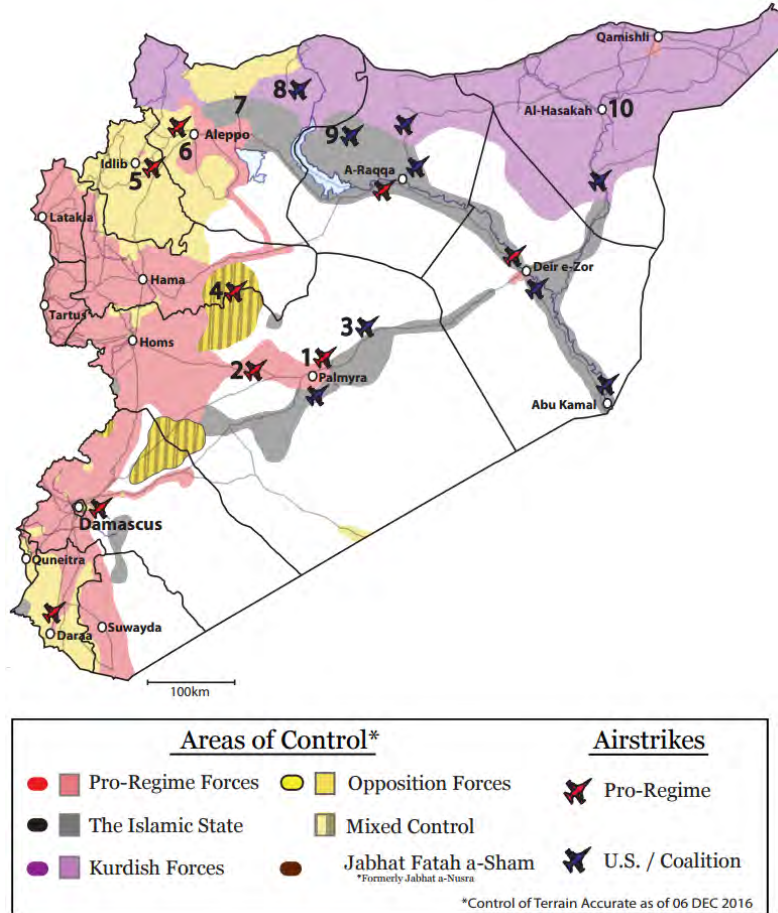 Qamishli
8
7
Al-Hasakah
10
9
Aleppo
6
Idlib
5
A-Raqqa
Latakia
Deir e-Zor
Hama
4
Tartus
3
Homs
1
2
Palmyra
Abu Kamal
Damascus
Quneitra
Daraa
Suwayda
100km
Areas of Control*
Airstrikes
Pro-Regime Forces
Opposition Forces
Pro-Regime
The Islamic State
Mixed Control
Kurdish Forces
Jabhat Fatah a-Sham
*Formerly Jabhat a-Nusra
U.S. / Coalition
*Control of Terrain Accurate as of 06 DEC 2016